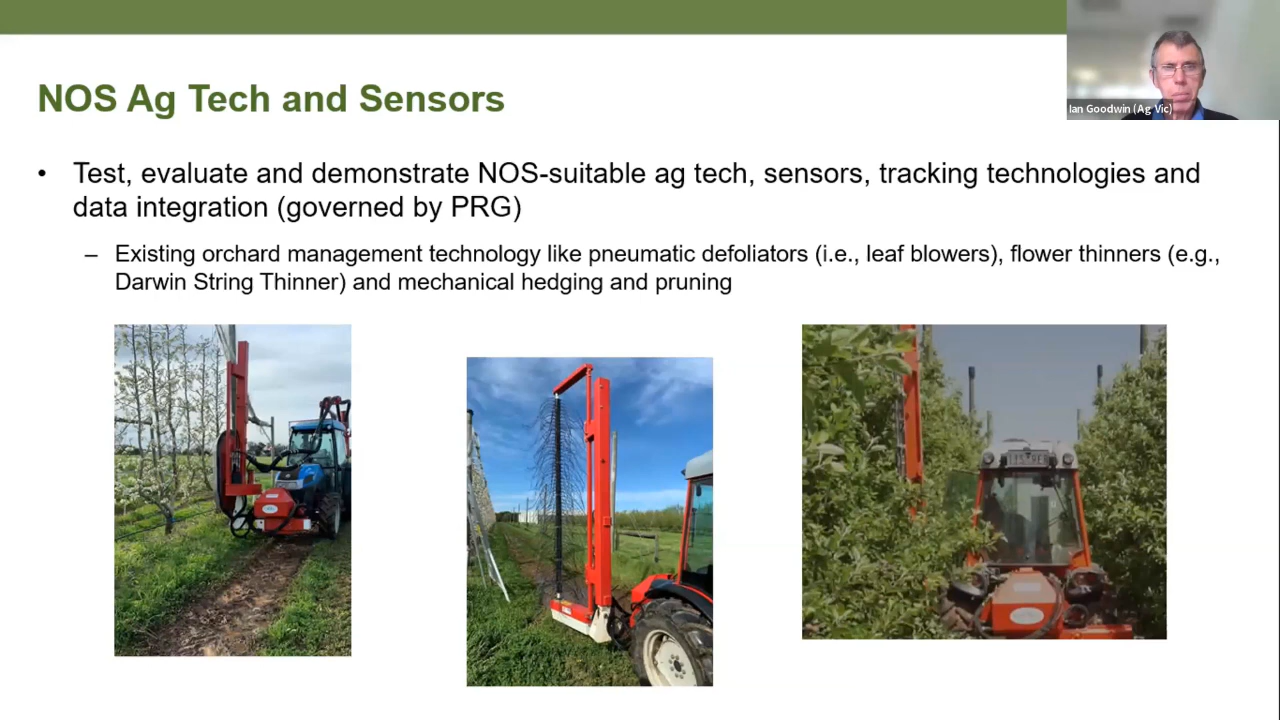 NOS Ag Tech and Sensors
Ian Goodwin (Ag Vic)
• Test, evaluate and demonstrate NOS-suitable ag tech, sensors, tracking technologies and
data integration (governed by PRG)
– Existing orchard management technology like pneumatic defoliators (i.e., leaf blowers), flower thinners (e.g.,
Darwin String Thinner) and mechanical hedging and pruning